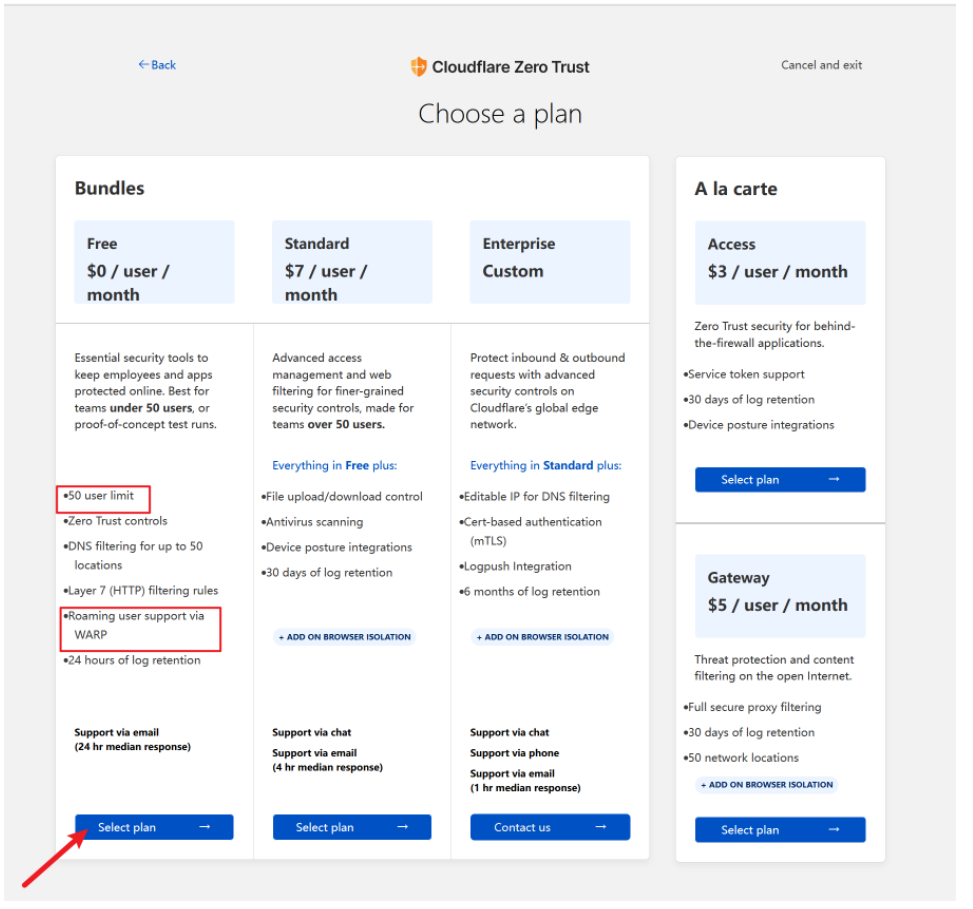 ←Back
Cloudflare Zero Trust
Cancel and exit
Choose a plan
Bundles
Free
$0 / user /
month
Essential security tools to
keep employees and apps
protected online. Best for
teams under 50 users, or
proof-of-concept test runs.
•50 user limit
•Zero Trust controls
•DNS filtering for up to 50
locations
•Layer 7 (HTTP) filtering rules
•Roaming user support via
WARP
•24 hours of log retention
Support via email
(24 hr median response)
Select plan →
Standard
$7 / user /
month
Advanced access
management and web
filtering for finer-grained
security controls, made for
teams over 50 users.
Everything in Free plus:
•File upload/download control
•Antivirus scanning
•Device posture integrations
•30 days of log retention
+ ADD ON BROWSER ISOLATION
Support via chat
Support via email
(4 hr median response)
Select plan →
Enterprise
Custom
Protect inbound & outbound
requests with advanced
security controls on
Cloudflare's global edge
network.
Everything in Standard plus:
•Editable IP for DNS filtering
•Cert-based authentication
(mTLS)
•Logpush Integration
•6 months of log retention
+ ADD ON BROWSER ISOLATION
Support via chat
Support via phone
Support via email
(1 hr median response)
Contact us →
A la carte
Access
$3 / user / month
Zero Trust security for behind-
the-firewall applications.
•Service token support
•30 days of log retention
•Device posture integrations
Select plan →
Gateway
$5 / user / month
Threat protection and content
filtering on the open Internet.
•Full secure proxy filtering
•30 days of log retention
•50 network locations
+ ADD ON BROWSER ISOLATION
Select plan →